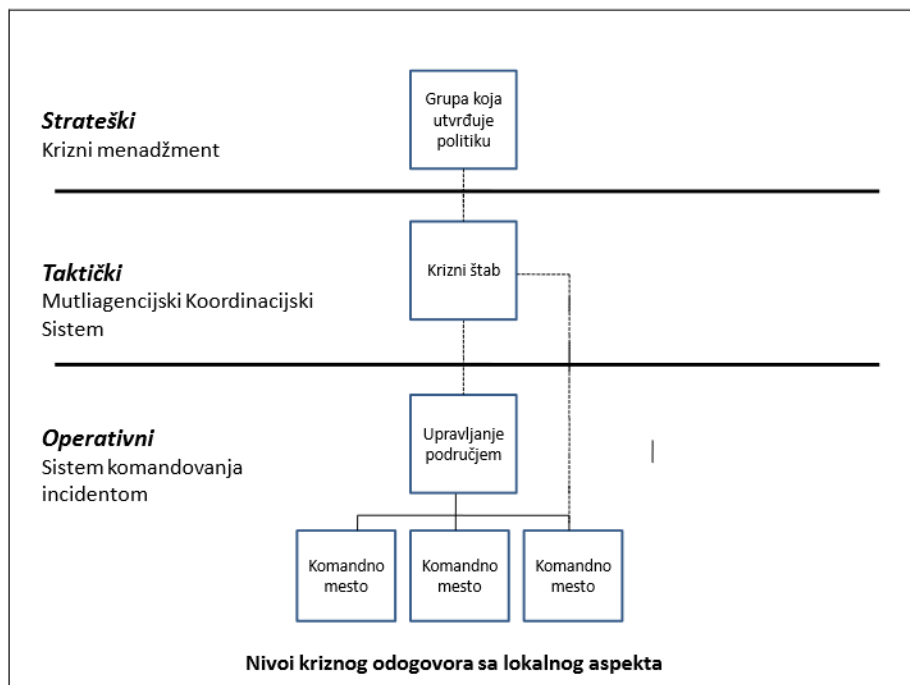 Grupa koja
utvrđuje
politiku
Strateški
Krizni menadžment
Krizni štab
Taktički
Mutliagencijski Koordinacijski
Sistem
Upravljanje
područjem
Operativni
Sistem komandovanja
incidentom
Komandno
mesto
Komandno
mesto
Komandno
mesto
Nivoi kriznog odogovora sa lokalnog aspekta